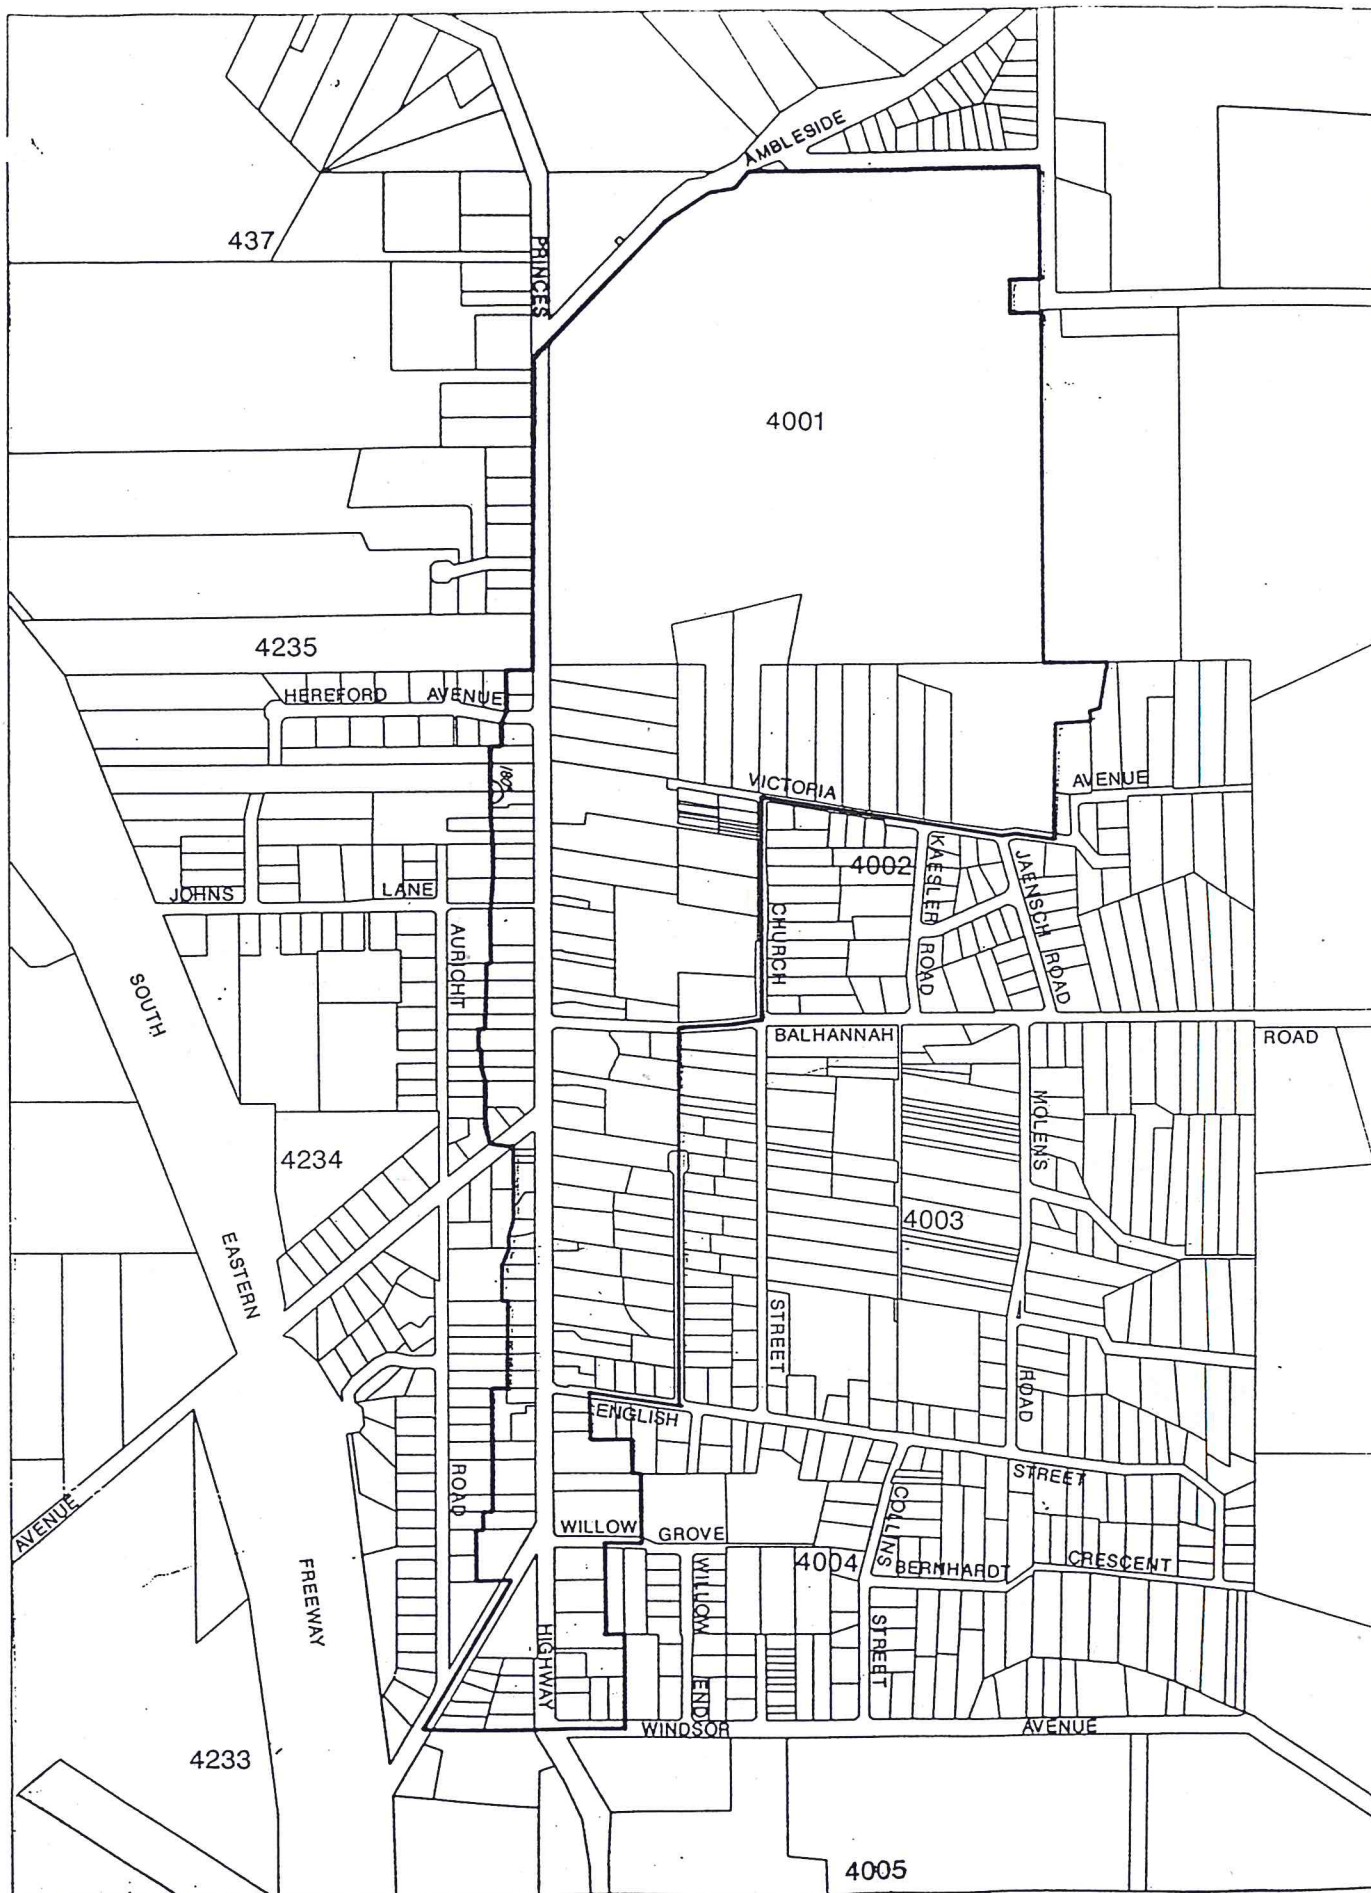 AMBLESIDE
437
PRINCES
4001
4235
HEREFORD AVENUE
180°
VICTORIA AVENUE
4002
KAESLER
ROAD
JAENSCH ROAD
JOHNS LANE
CHURCH
AURICHT
SOUTH
BALHANNAH ROAD
MOLENS
4234
4003
EASTERN
STREET
ROAD
ENGLISH
STREET
ROAD
COLLINS
AVENUE
WILLOW GROVE
4004
BERNHARDT CRESCENT
WILLOW
FREEWAY
STREET
HIGHWAY
END
WINDSOR AVENUE
4233
4005